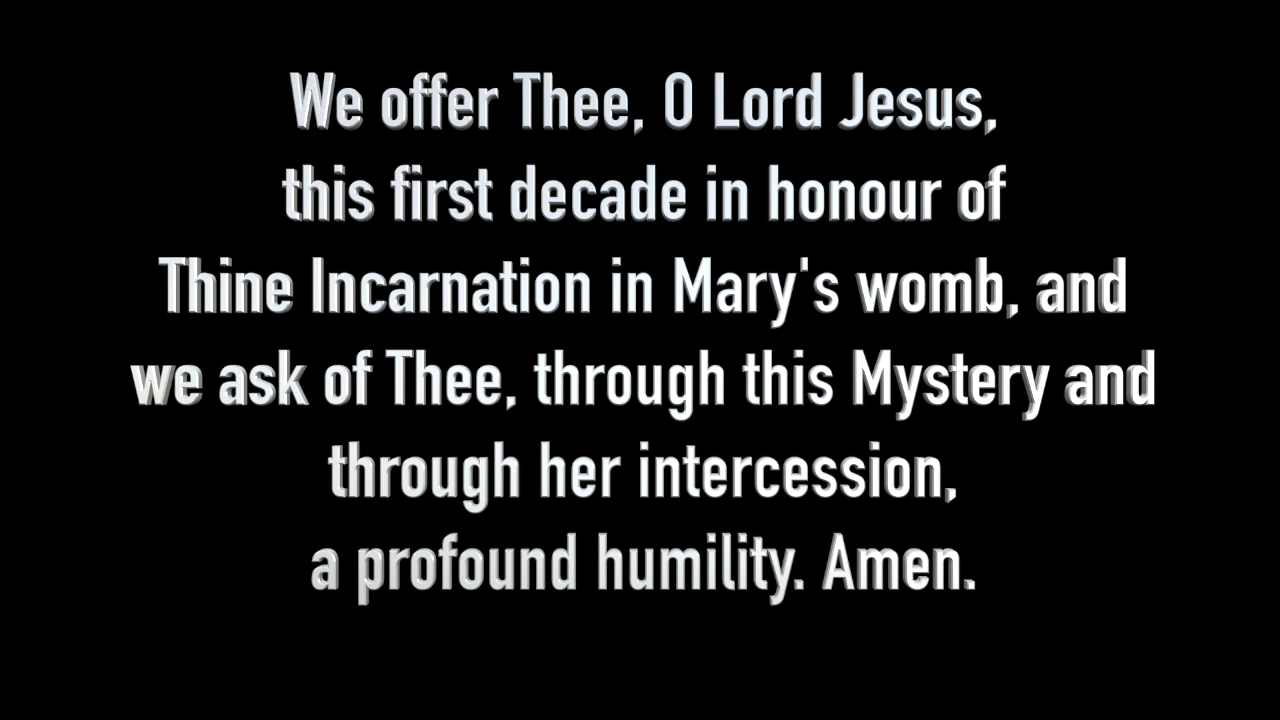 We offer Thee, O Lord Jesus,
this first decade in honour of
Thine Incarnation in Mary's womb, and
we ask of Thee, through this Mystery and
through her intercession,
a profound humility. Amen.